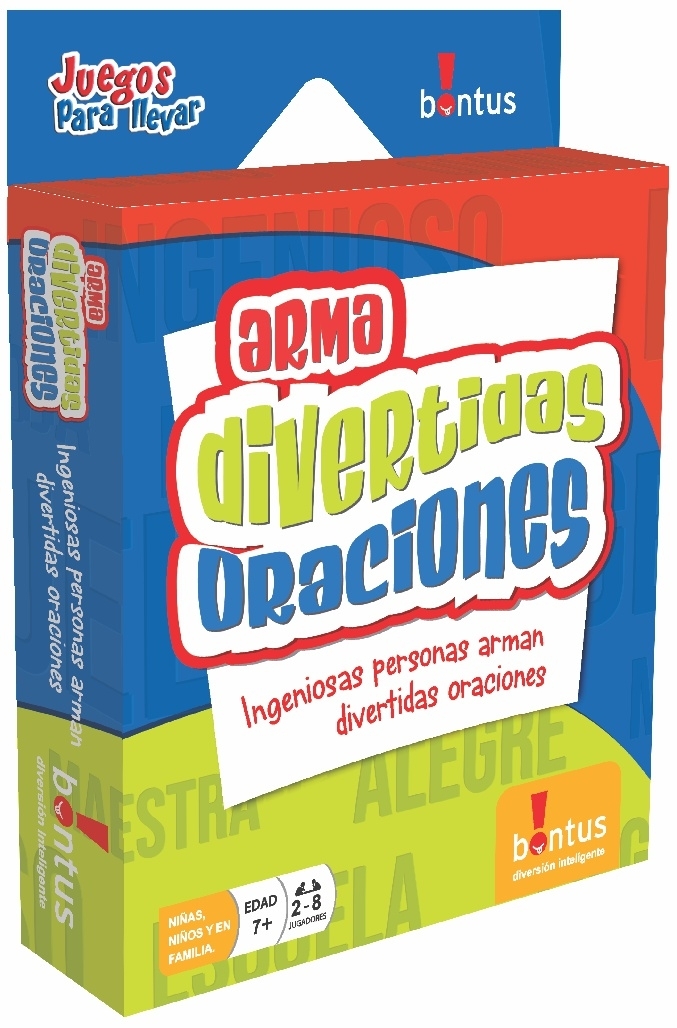 Juegos
Para llevar
bontus
INGENIOSO
arma
divertidas
oraciones
Ingeniosas personas arman
divertidas oraciones
MAESTRA
ALEGRE
ESCUELA
bontus
diversión inteligente
NIÑAS,
NIÑOS Y EN
FAMILIA.
EDAD
7+
2-8
JUGADORES
arma
divertidas
oraciones
Ingeniosas personas arman
divertidas oraciones
bontus
diversión inteligente